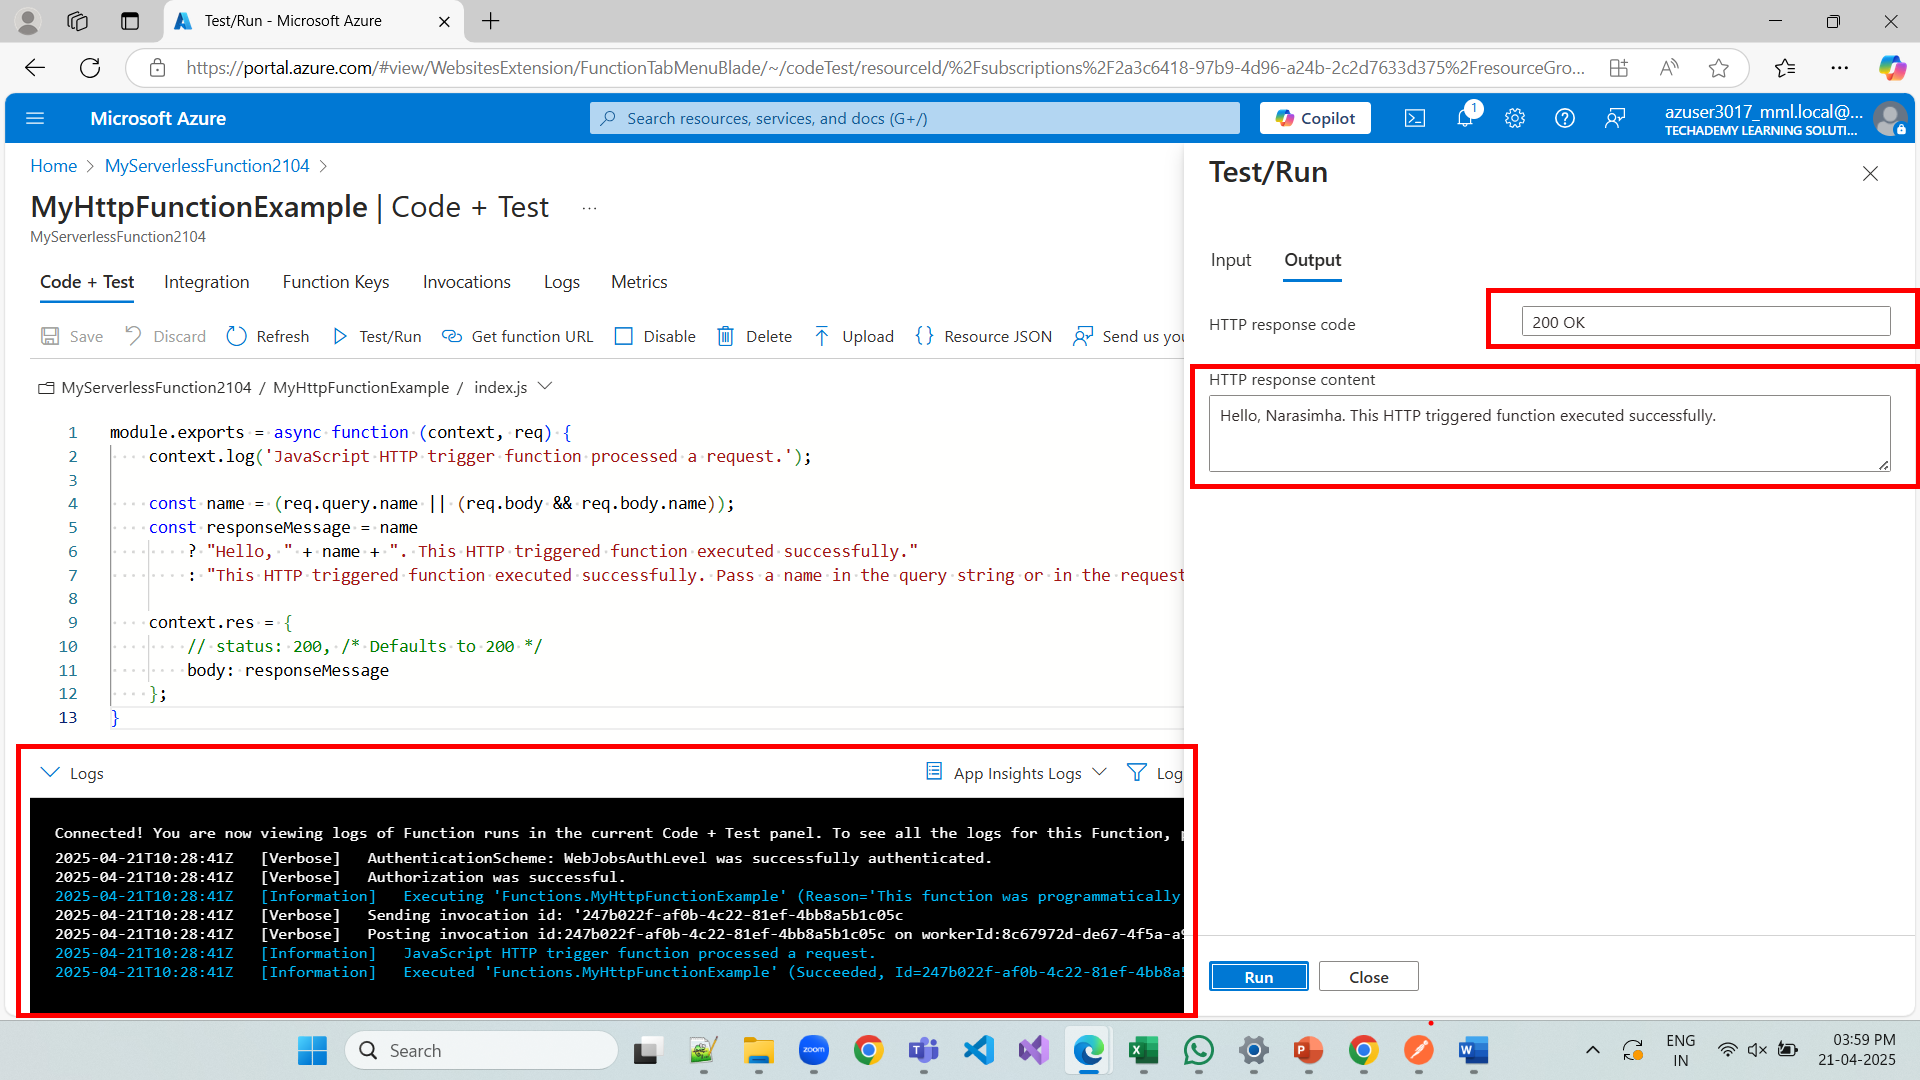 Test/Run - Microsoft Azure
https://portal.azure.com/#view/WebsitesExtension/FunctionTabMenuBlade/~/codeTest/resourceId/%2Fsubscriptions%2F2a3c6418-97b9-4d96-a24b-2c2d7633d375%2FresourceGro...
Microsoft Azure
Search resources, services, and docs (G+/)
Copilot
1
azuser3017_mml.local@...
TECHADEMY LEARNING SOLUTI...
Home > MyServerlessFunction2104 >
MyHttpFunctionExample | Code + Test ...
MyServerlessFunction2104
Code + Test Integration Function Keys Invocations Logs Metrics
Save Discard Refresh Test/Run Get function URL Disable Delete Upload Resource JSON Send us you
MyServerlessFunction2104 / MyHttpFunctionExample / index.js
1 module.exports = async function (context, req) {
2 context.log('JavaScript HTTP trigger function processed a request.');
3
4 const name = (req.query.name || (req.body && req.body.name));
5 const responseMessage = name
6 ? "Hello, " + name + ". This HTTP triggered function executed successfully."
7 : "This HTTP triggered function executed successfully. Pass a name in the query string or in the request
8
9 context.res = {
10 // status: 200, /* Defaults to 200 */
11 body: responseMessage
12 };
13 }
Logs App Insights Logs Log
Connected! You are now viewing logs of Function runs in the current Code + Test panel. To see all the logs for this Function, p
2025-04-21T10:28:41Z [Verbose] AuthenticationScheme: WebJobsAuthLevel was successfully authenticated.
2025-04-21T10:28:41Z [Verbose] Authorization was successful.
2025-04-21T10:28:41Z [Information] Executing 'Functions.MyHttpFunctionExample' (Reason='This function was programmatically
2025-04-21T10:28:41Z [Verbose] Sending invocation id: '247b022f-af0b-4c22-81ef-4bb8a5b1c05c
2025-04-21T10:28:41Z [Verbose] Posting invocation id:247b022f-af0b-4c22-81ef-4bb8a5b1c05c on workerId:8c67972d-de67-4f5a-a9
2025-04-21T10:28:41Z [Information] JavaScript HTTP trigger function processed a request.
2025-04-21T10:28:41Z [Information] Executed 'Functions.MyHttpFunctionExample' (Succeeded, Id=247b022f-af0b-4c22-81ef-4bb8a5
Test/Run
Input Output
HTTP response code
200 OK
HTTP response content
Hello, Narasimha. This HTTP triggered function executed successfully.
Run Close
Search
zoom
ENG
IN
03:59 PM
21-04-2025